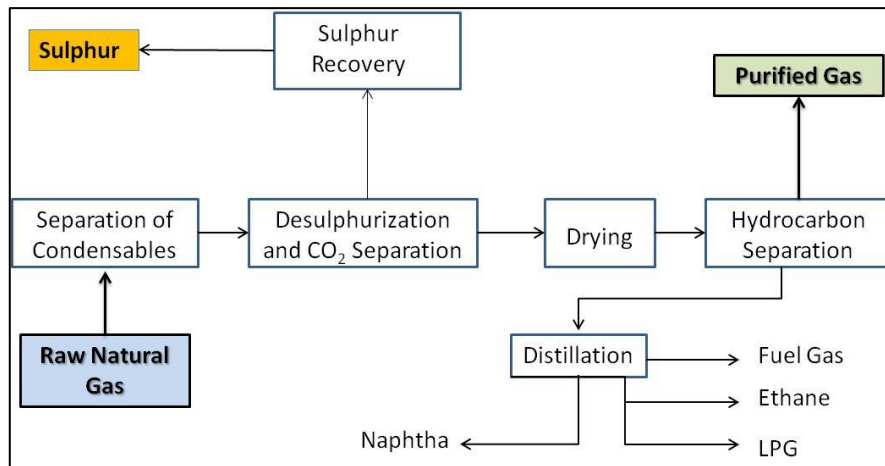 Sulphur
Sulphur
Recovery
Purified Gas
Separation of
Condensables
Desulphurization
and CO₂ Separation
Drying
Hydrocarbon
Separation
Raw Natural
Gas
Distillation
Fuel Gas
Ethane
Naphtha
LPG